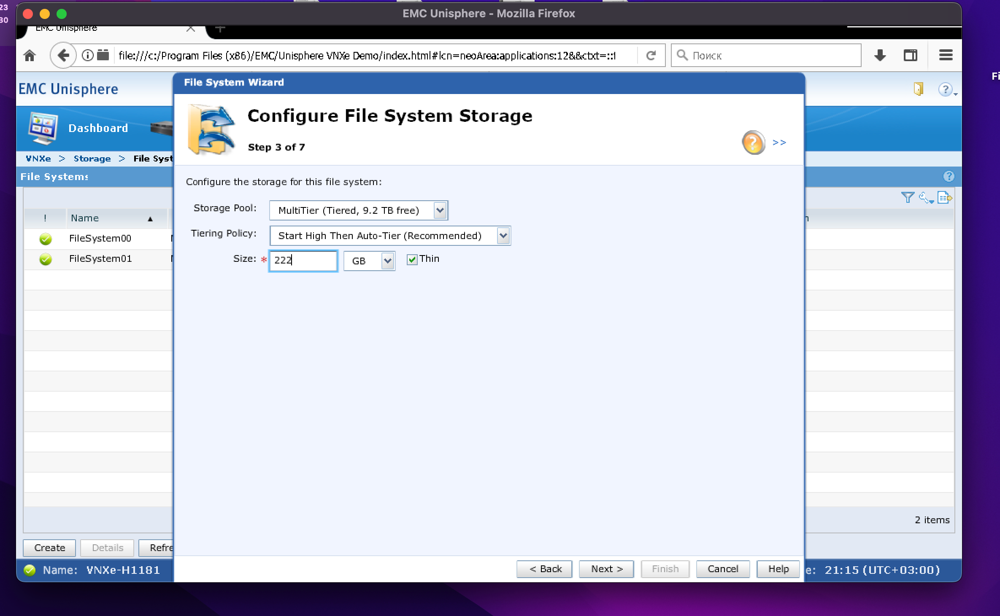 23
30
EMC Unisphere - Mozilla Firefox
EMC Unisphere
file:///c:/Program Files (x86)/EMC/Unisphere VNXe Demo/index.html#lcn=neoArea:applications:12&&ctxt=::f
Поиск
Fi
EMC Unisphere
File System Wizard
Dashboard
Configure File System Storage
Step 3 of 7
>>
VNXe > Storage > File Syst
File Systems
Configure the storage for this file system:
Storage Pool: MultiTier (Tiered, 9.2 TB free)
Tiering Policy: Start High Then Auto-Tier (Recommended)
Size: * 222 GB Thin
! Name
FileSystem00
FileSystem01
2 items
Create Details Refre
< Back Next > Finish Cancel Help
Name: VNXe-H1181
e: 21:15 (UTC+03:00)